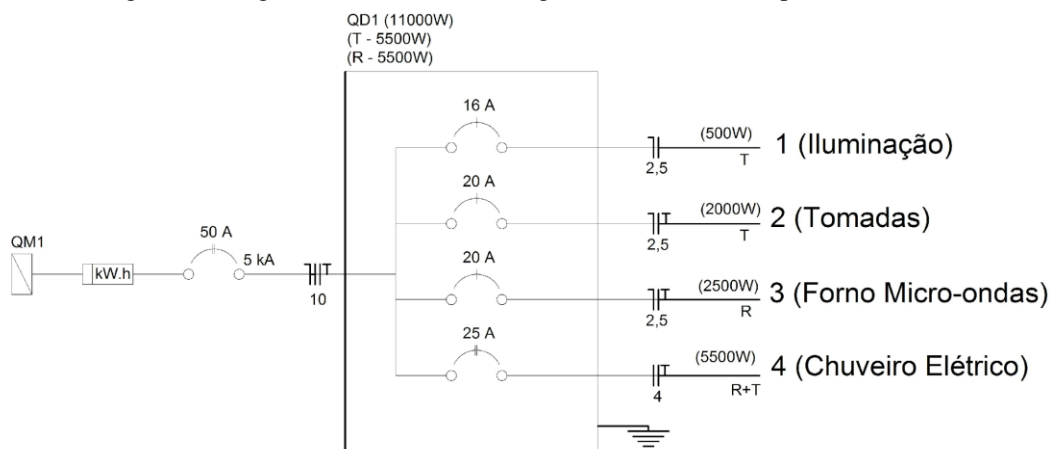 QD1 (11000W)
(T - 5500W)
(R - 5500W)
16 A
(500W)
1 (Iluminação)
2,5
T
20 A
(2000W)
2 (Tomadas)
2,5
T
QM1
kW.h
50 A
5 kA
10
20 A
(2500W)
3 (Forno Micro-ondas)
2,5
R
25 A
(5500W)
4 (Chuveiro Elétrico)
4
R+T